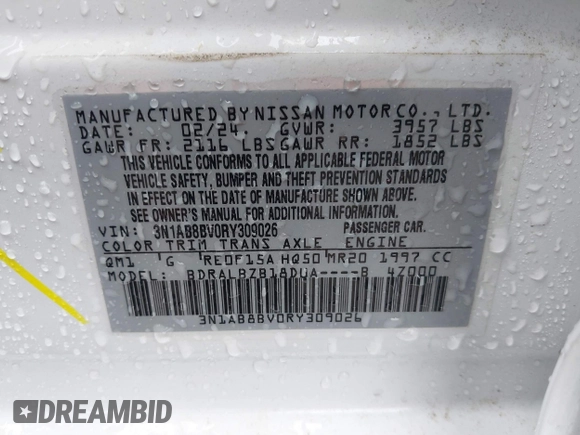 MANUFACTURED BY NISSAN MOTOR CO., LTD.
DATE: 02/24. GVWR: 3957 LBS
GAWR FR: 2116 LBS GAWR RR: 1852 LBS
THIS VEHICLE CONFORMS TO ALL APPLICABLE FEDERAL MOTOR
VEHICLE SAFETY, BUMPER AND THEFT PREVENTION STANDARDS
IN EFFECT ON THE DATE OF MANUFACTURE SHOWN ABOVE.
SEE OWNER'S MANUAL FOR ADDITIONAL INFORMATION.
VIN: 3N1AB8BV0RY309026 PASSENGER CAR.
COLOR TRIM TRANS AXLE ENGINE
QM1 G RE0F15A HQ50 MR20 1997 CC
MODEL: BDRALBZB18DUA----B 4Z000
3N1AB8BV0RY309026
DREAMBID